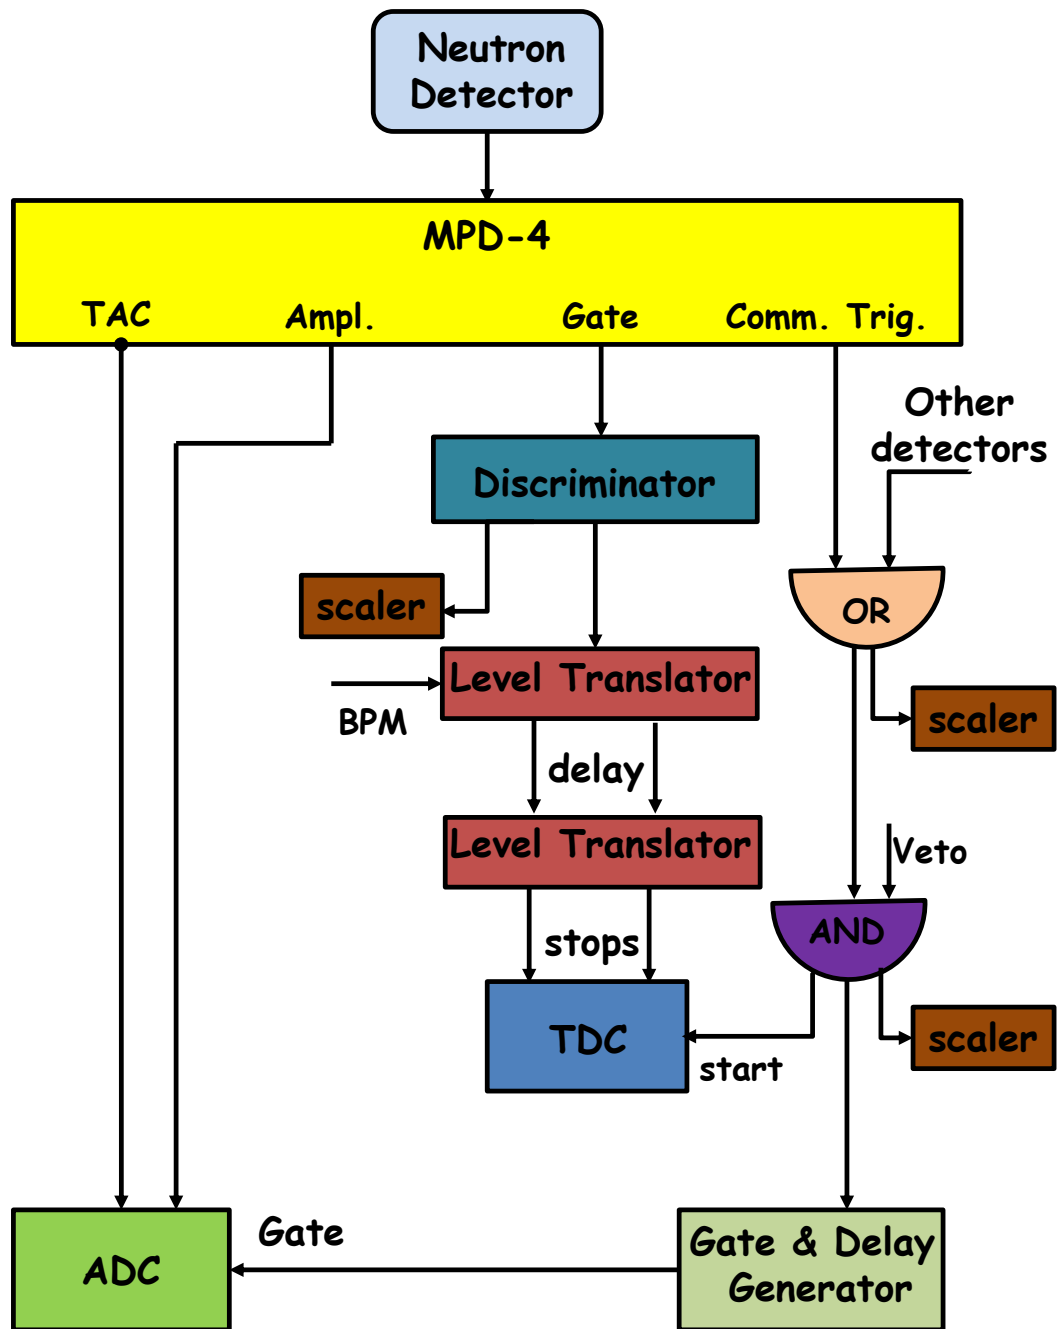 Neutron
Detector
MPD-4
TAC
Ampl.
Gate
Comm. Trig.
Other
detectors
Discriminator
scaler
OR
Level Translator
BPM
scaler
delay
Level Translator
Veto
AND
stops
TDC
start
scaler
Gate
ADC
Gate & Delay
Generator